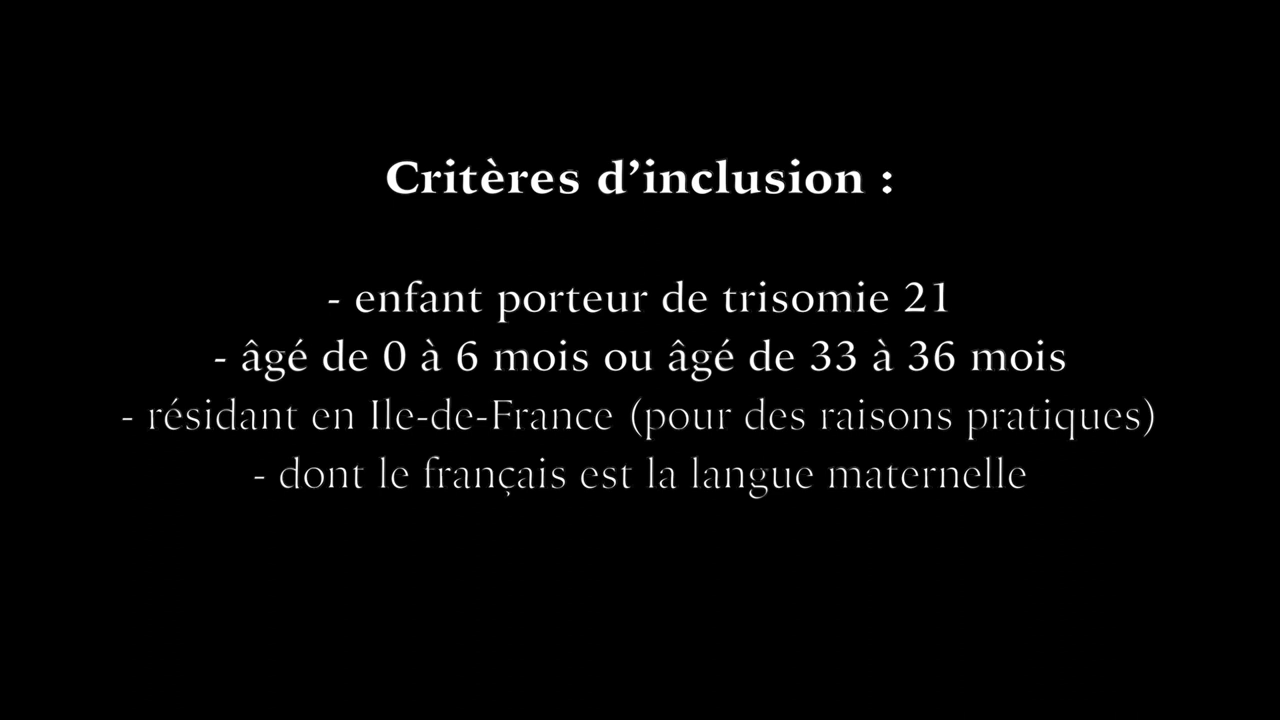 Critères d’inclusion :
- enfant porteur de trisomie 21
- âgé de 0 à 6 mois ou âgé de 33 à 36 mois
- résidant en Ile-de-France (pour des raisons pratiques)
- dont le français est la langue maternelle